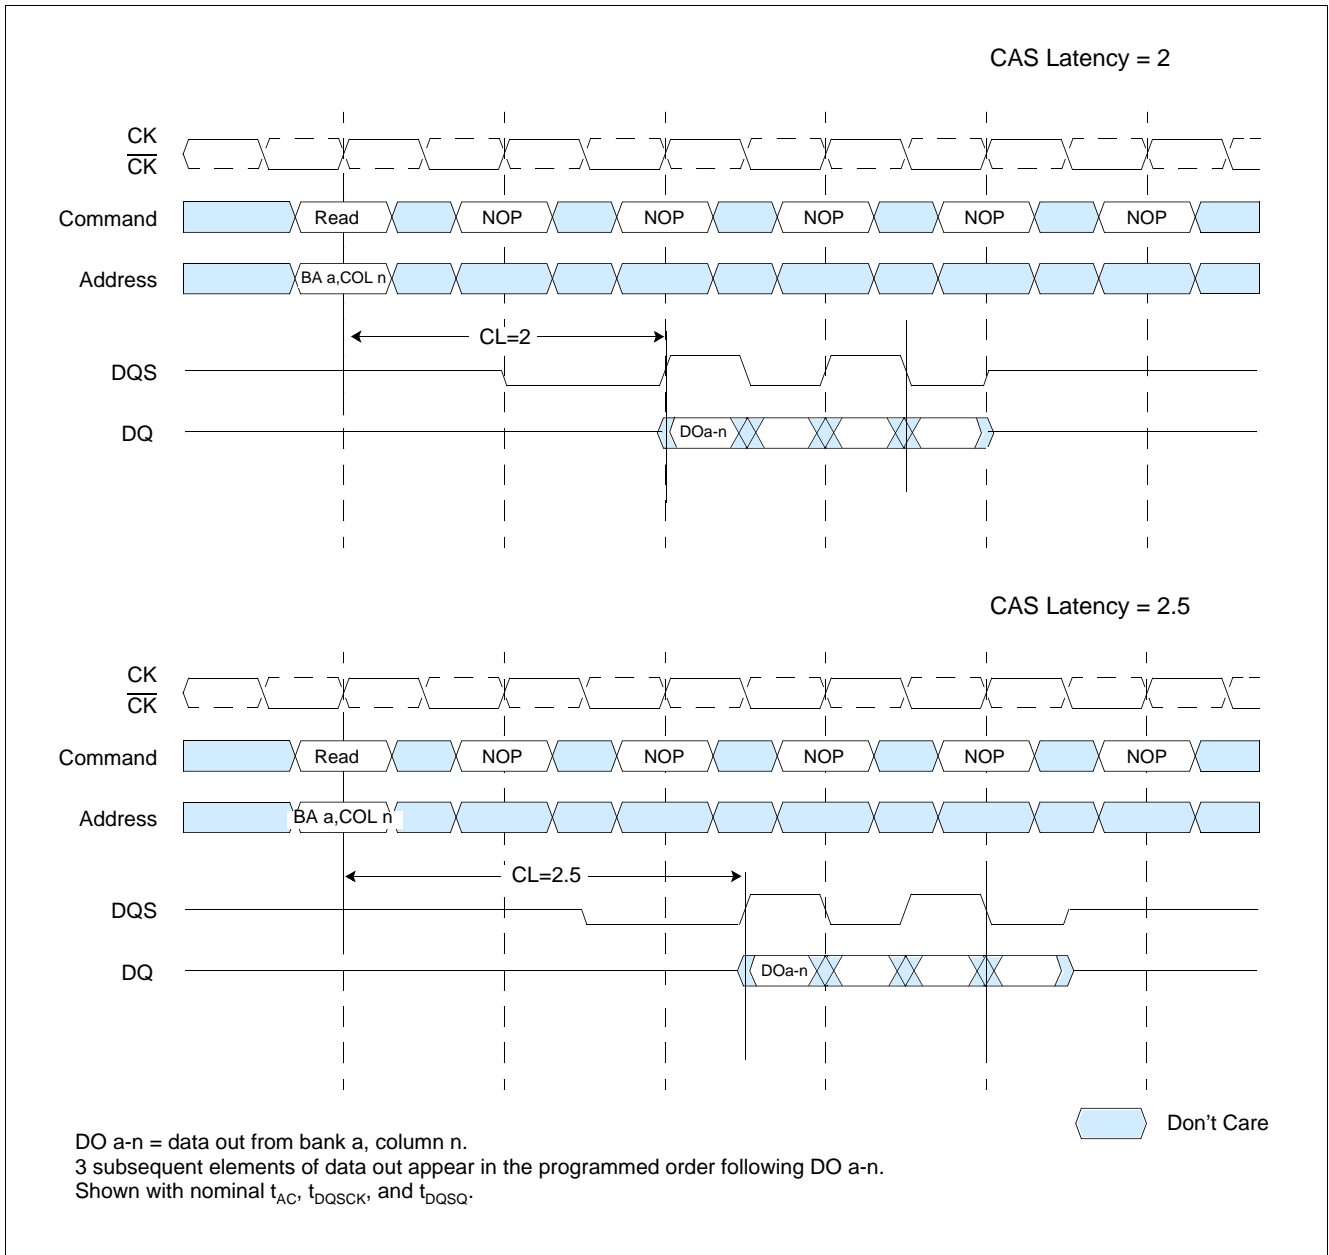 CAS Latency = 2
CK
CK
Command Read NOP NOP NOP NOP NOP
Address BA a,COL n
CL=2
DQS
DQ DOa-n
CAS Latency = 2.5
CK
CK
Command Read NOP NOP NOP NOP NOP
Address BA a,COL n
CL=2.5
DQS
DQ DOa-n
Don't Care
DO a-n = data out from bank a, column n.
3 subsequent elements of data out appear in the programmed order following DO a-n.
Shown with nominal tAC, tDQSCK, and tDQSQ.